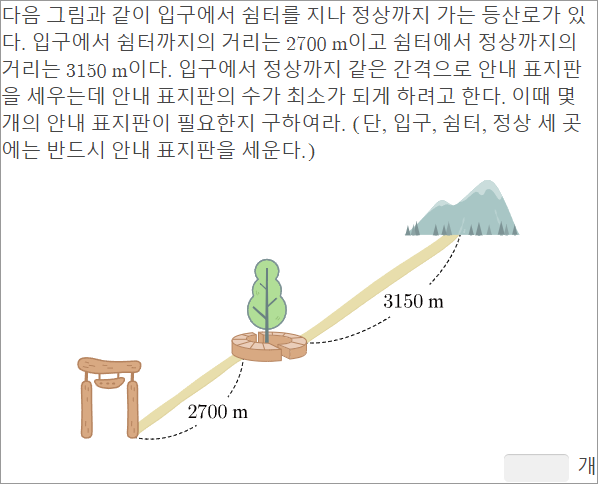 다음 그림과 같이 입구에서 쉼터를 지나 정상까지 가는 등산로가 있
다. 입구에서 쉼터까지의 거리는 2700 m이고 쉼터에서 정상까지의
거리는 3150 m이다. 입구에서 정상까지 같은 간격으로 안내 표지판
을 세우는데 안내 표지판의 수가 최소가 되게 하려고 한다. 이때 몇
개의 안내 표지판이 필요한지 구하여라. (단, 입구, 쉼터, 정상 세 곳
에는 반드시 안내 표지판을 세운다.)
3150 m
2700 m
개